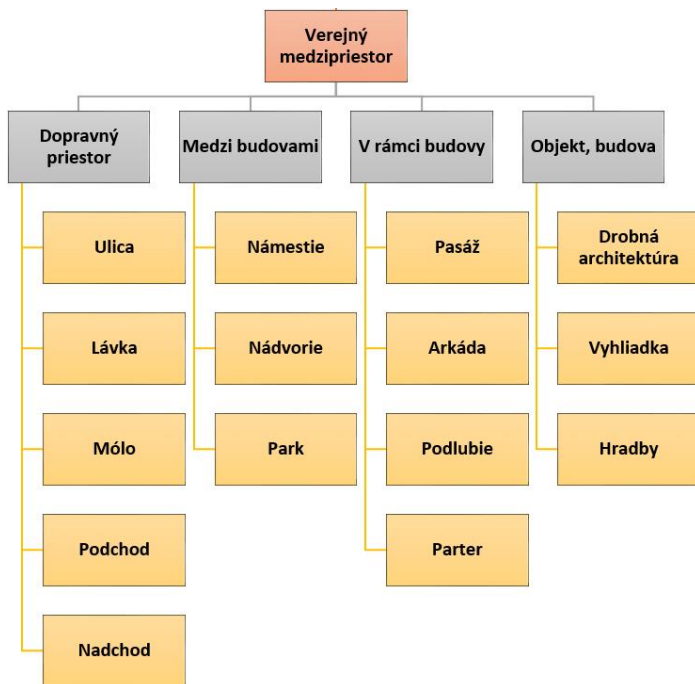 Verejný
medzipriestor
Dopravný
priestor
Medzi budovami
V rámci budovy
Objekt, budova
Ulica
Lávka
Mólo
Podchod
Nadchod
Námestie
Nádvorie
Park
Pasáž
Arkáda
Podlubie
Parter
Drobná
architektúra
Vyhliadka
Hradby